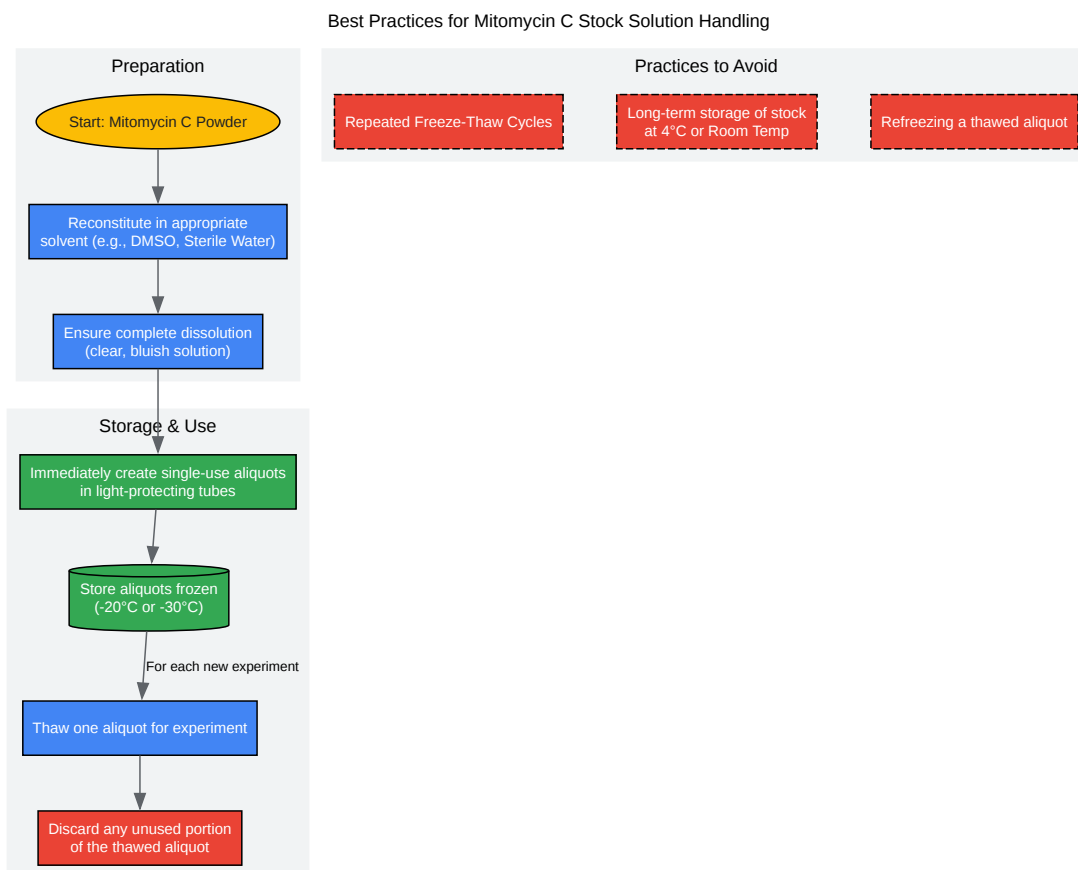 Best Practices for Mitomycin C Stock Solution Handling
Preparation
Start: Mitomycin C Powder
Reconstitute in appropriate
solvent (e.g., DMSO, Sterile Water)
Ensure complete dissolution
(clear, bluish solution)
Storage & Use
Immediately create single-use aliquots
in light-protecting tubes
Store aliquots frozen
(-20°C or -30°C)
For each new experiment
Thaw one aliquot for experiment
Discard any unused portion
of the thawed aliquot
Practices to Avoid
Repeated Freeze-Thaw Cycles
Long-term storage of stock
at 4°C or Room Temp
Refreezing a thawed aliquot